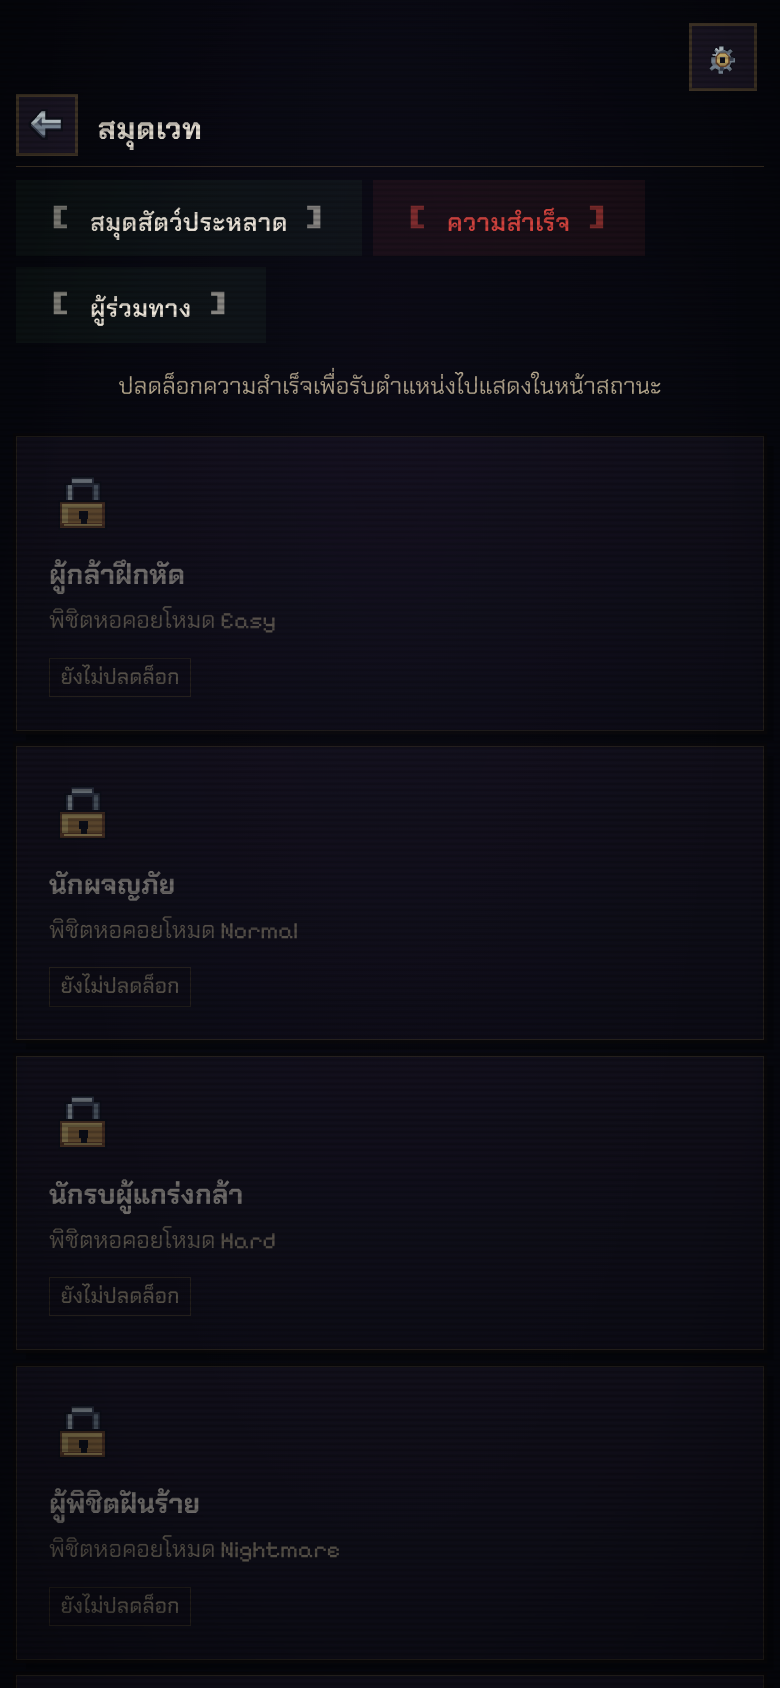 สมุดเวท
[ สมุดสัตว์ประหลาด ]
[ ความสำเร็จ ]
[ ผู้ร่วมทาง ]
ปลดล็อกความสำเร็จเพื่อรับตำแหน่งไปแสดงในหน้าสถานะ
ผู้กล้าฝึกหัด
พิชิตหอคอยโหมด Easy
ยังไม่ปลดล็อก
นักผจญภัย
พิชิตหอคอยโหมด Normal
ยังไม่ปลดล็อก
นักรบผู้แกร่งกล้า
พิชิตหอคอยโหมด Hard
ยังไม่ปลดล็อก
ผู้พิชิตฝันร้าย
พิชิตหอคอยโหมด Nightmare
ยังไม่ปลดล็อก